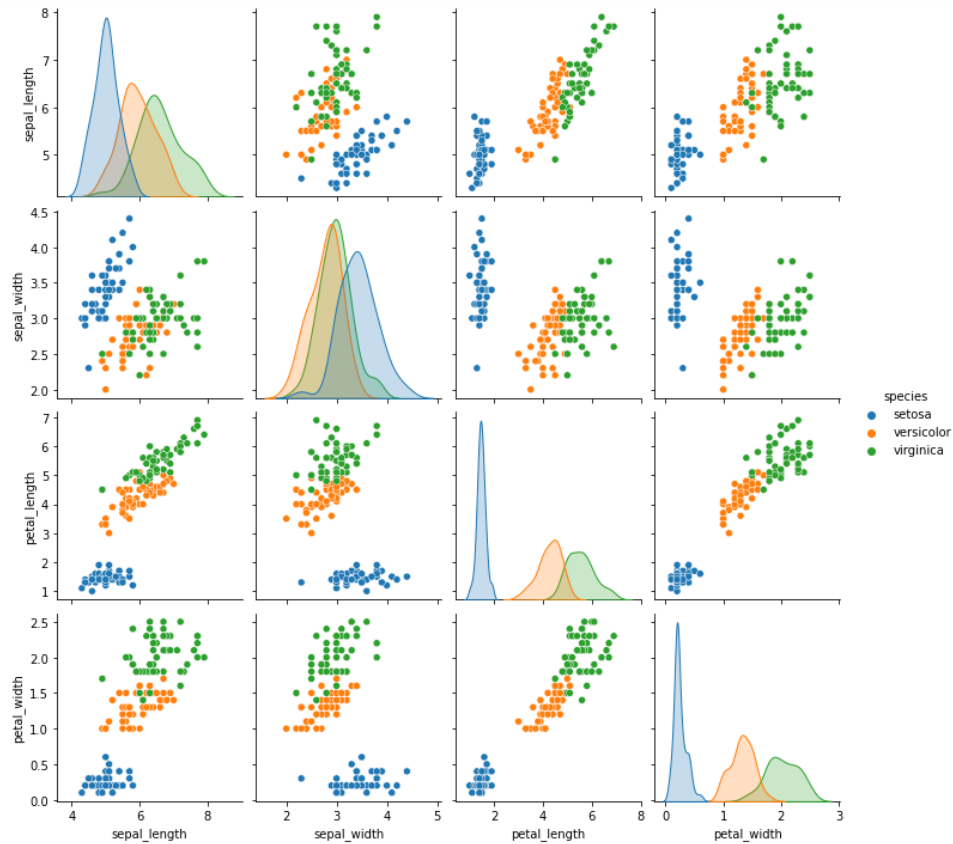 8
7
6
5
sepal_length
4.5
4.0
3.5
3.0
2.5
2.0
sepal_width
species
setosa
versicolor
virginica
7
6
5
4
3
2
1
petal_length
2.5
2.0
1.5
1.0
0.5
0.0
petal_width
4 6 8
2 3 4 5
2 4 6 8
0 1 2 3
sepal_length sepal_width petal_length petal_width